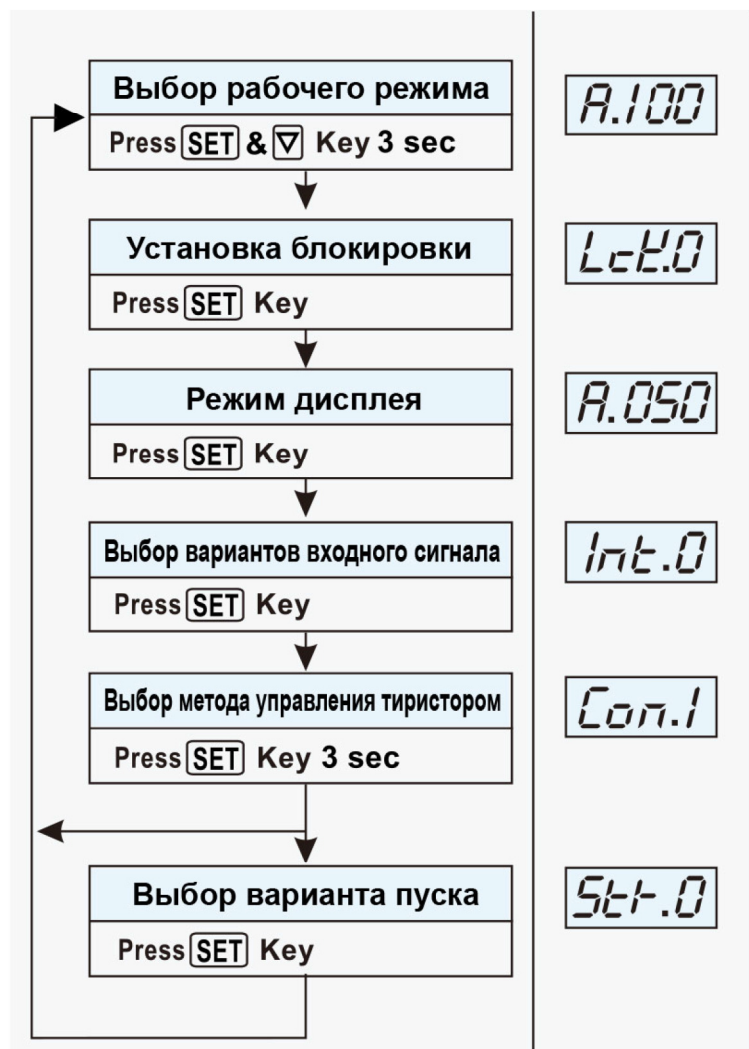 Выбор рабочего режима
Press SET & ▽ Key 3 sec
A.100
Установка блокировки
Press SET Key
LcK.0
Режим дисплея
Press SET Key
A.050
Выбор вариантов входного сигнала
Press SET Key
Int.0
Выбор метода управления тиристором
Press SET Key 3 sec
Con.1
Выбор варианта пуска
Press SET Key
Str.0